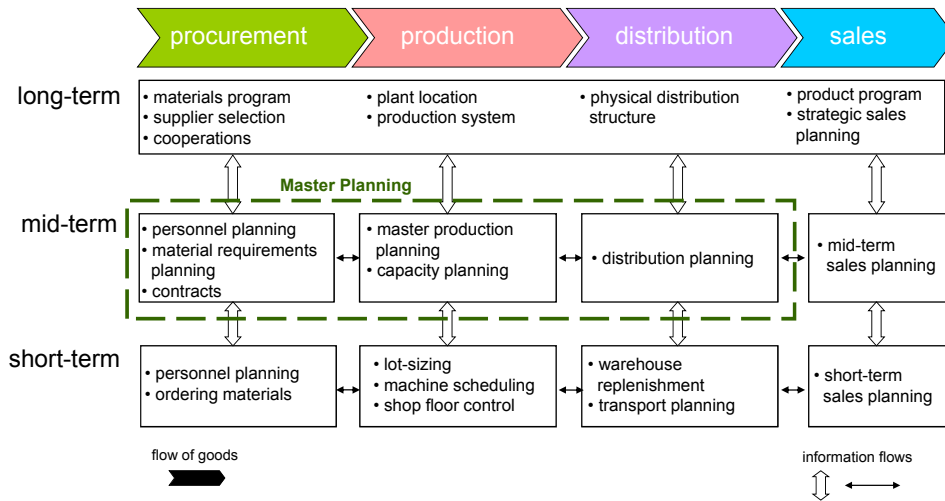 procurement
production
distribution
sales
long-term
• materials program
• supplier selection
• cooperations
• plant location
• production system
• physical distribution
structure
• product program
• strategic sales
planning
Master Planning
mid-term
• personnel planning
• material requirements
planning
• contracts
• master production
planning
• capacity planning
• distribution planning
• mid-term
sales planning
short-term
• personnel planning
• ordering materials
• lot-sizing
• machine scheduling
• shop floor control
• warehouse
replenishment
• transport planning
• short-term
sales planning
flow of goods
information flows